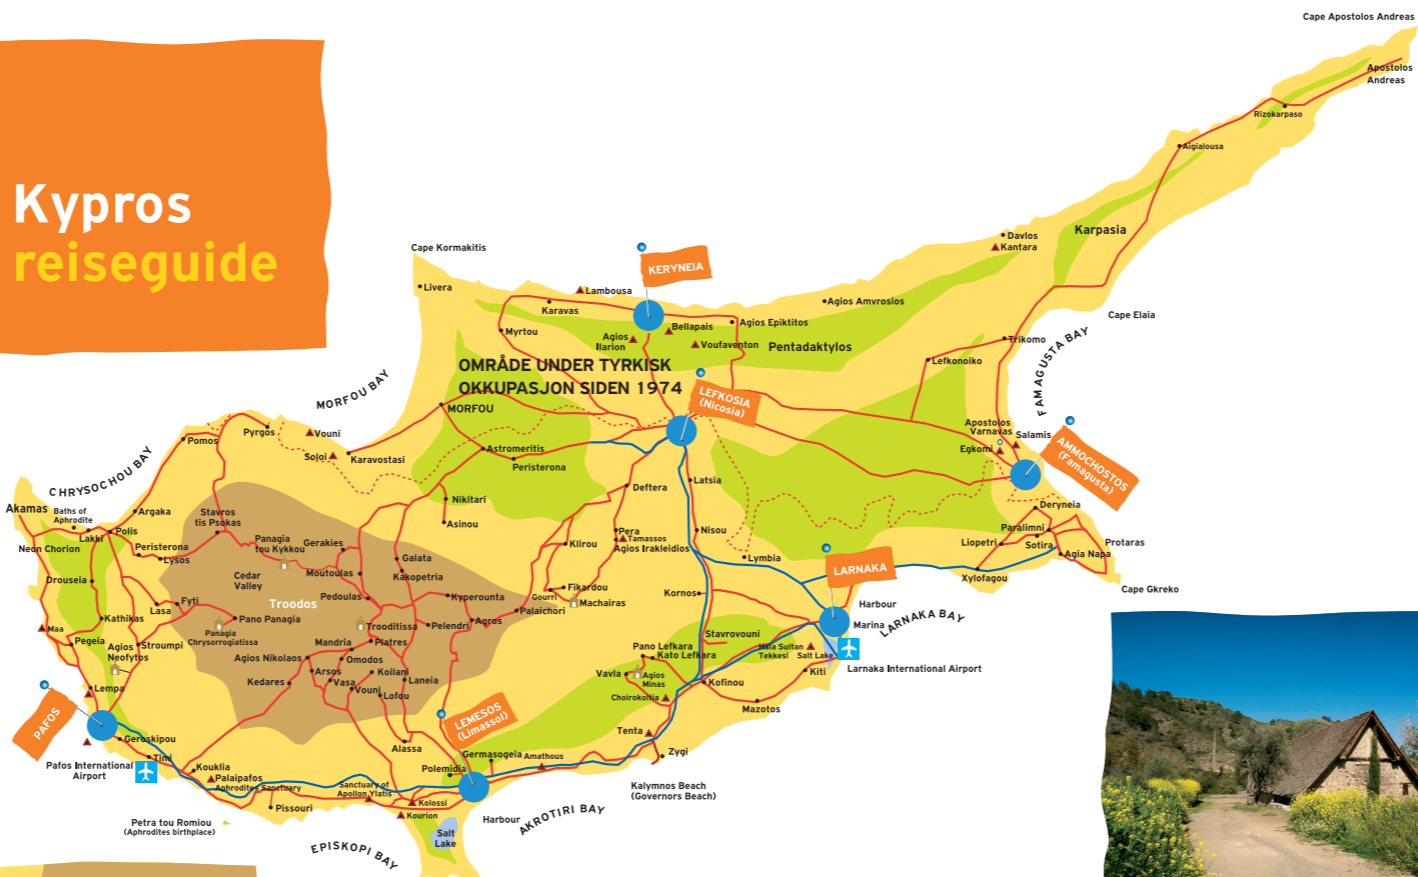 Kypros
reiseguide
Cape Apostolos Andreas
Apostolos
Andreas
Rizokarpaso
Aigialousa
Karpasia
Davlos
Kantara
Cape Elaia
FAMAGUSTA BAY
Cape Kormakitis
Livera
KERYNEIA
Lambousa
Karavas
Myrtou
Agios
Ilarion
Bellapais
Voufaventon
Agios Epiktitos
Agios Amvrosios
Pentadaktylos
Trikomo
Lefkonoiko
OMRÅDE UNDER TYRKISK
OKKUPASJON SIDEN 1974
LEFKOSIA
(Nicosia)
MORFOU BAY
MORFOU
Apostolos
Varnavas
Salamis
Egkomi
AMMOCHOSTOS
(Famagusta)
Pyrgos
Vouni
Soloi
Karavostasi
Astromeritis
Peristerona
Pomos
CHRYSOCHOU BAY
Akamas
Baths of
Aphrodite
Lakki
Polis
Argaka
Neon Chorion
Peristerona
Lysos
Stavros
tis Psokas
Panagia
tou Kykkou
Gerakies
Nikitari
Asinou
Deftera
Latsia
Pera
Tamassos
Agios Irakleidios
Nisou
Klirou
Lymbia
Deryneia
Paralimni
Liopetri
Sotira
Protaras
Agia Napa
Xylofagou
Cape Gkreko
LARNAKA
Galata
Kakopetria
Moutoulas
Cedar
Valley
Pedoulas
Troodos
Drouseia
Fyti
Lasa
Kathikas
Pano Panagia
Panagia
Chrysorrogiatissa
Trooditissa
Kyperounta
Pelendri
Agros
Palaichori
Gourri
Fikardou
Machairas
Kornos
Harbour
Marina
LARNAKA BAY
Maa
Pegeia
Agios
Neofytos
Stroumpi
Mandria
Platres
Agios Nikolaos
Omodos
Arsos
Koilani
Kedares
Vasa
Laneia
Vouni
Lofou
Stavrovouni
Pano Lefkara
Kato Lefkara
Hala Sultan
Tekkesi
Salt Lake
Larnaka International Airport
Kiti
Vavla
Agios
Minas
Kofinou
Choirokoitia
Mazotos
Lempa
PAFOS
Geroskipou
Timi
Pafos International
Airport
Kouklia
Palaipafos
Aphrodites Sanctuary
Pissouri
Petra tou Romiou
(Aphrodites birthplace)
Alassa
LEMESOS
(Limassol)
Germasogeia
Amathous
Polemidia
Tenta
Zygi
Kalymnos Beach
(Governors Beach)
Sanctuary of
Apollon Ylatis
Kolossi
Kourion
Harbour
AKROTIRI BAY
Salt
Lake
EPISKOPI BAY